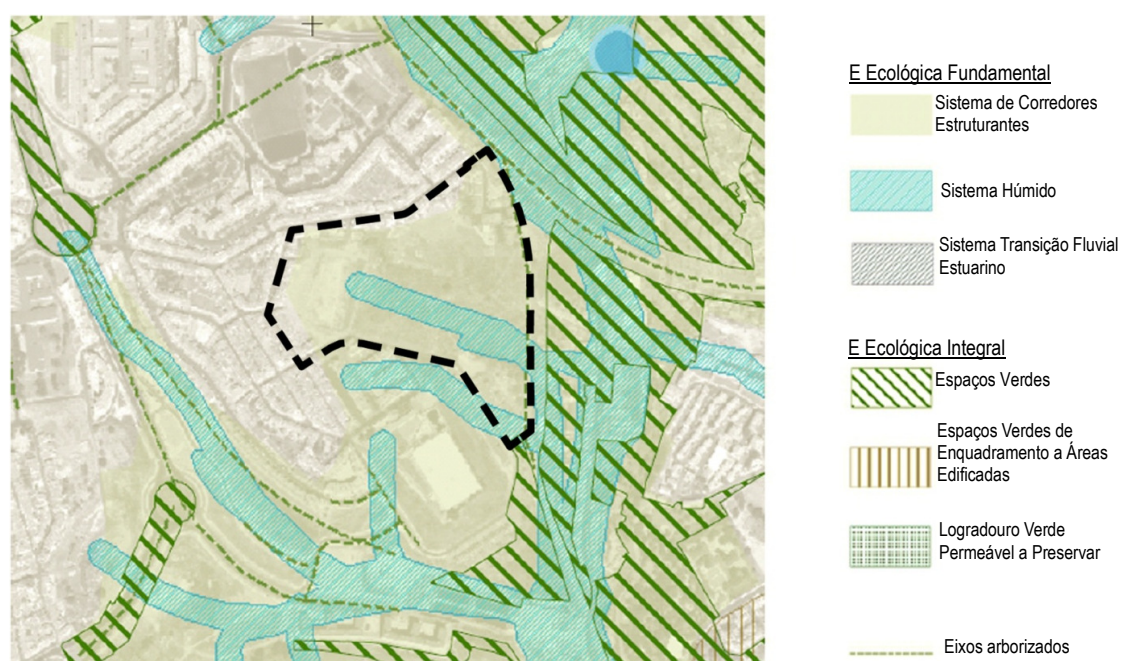 E Ecológica Fundamental
Sistema de Corredores
Estruturantes
Sistema Húmido
Sistema Transição Fluvial
Estuarino
E Ecológica Integral
Espaços Verdes
Espaços Verdes de
Enquadramento a Áreas
Edificadas
Logradouro Verde
Permeável a Preservar
Eixos arborizados